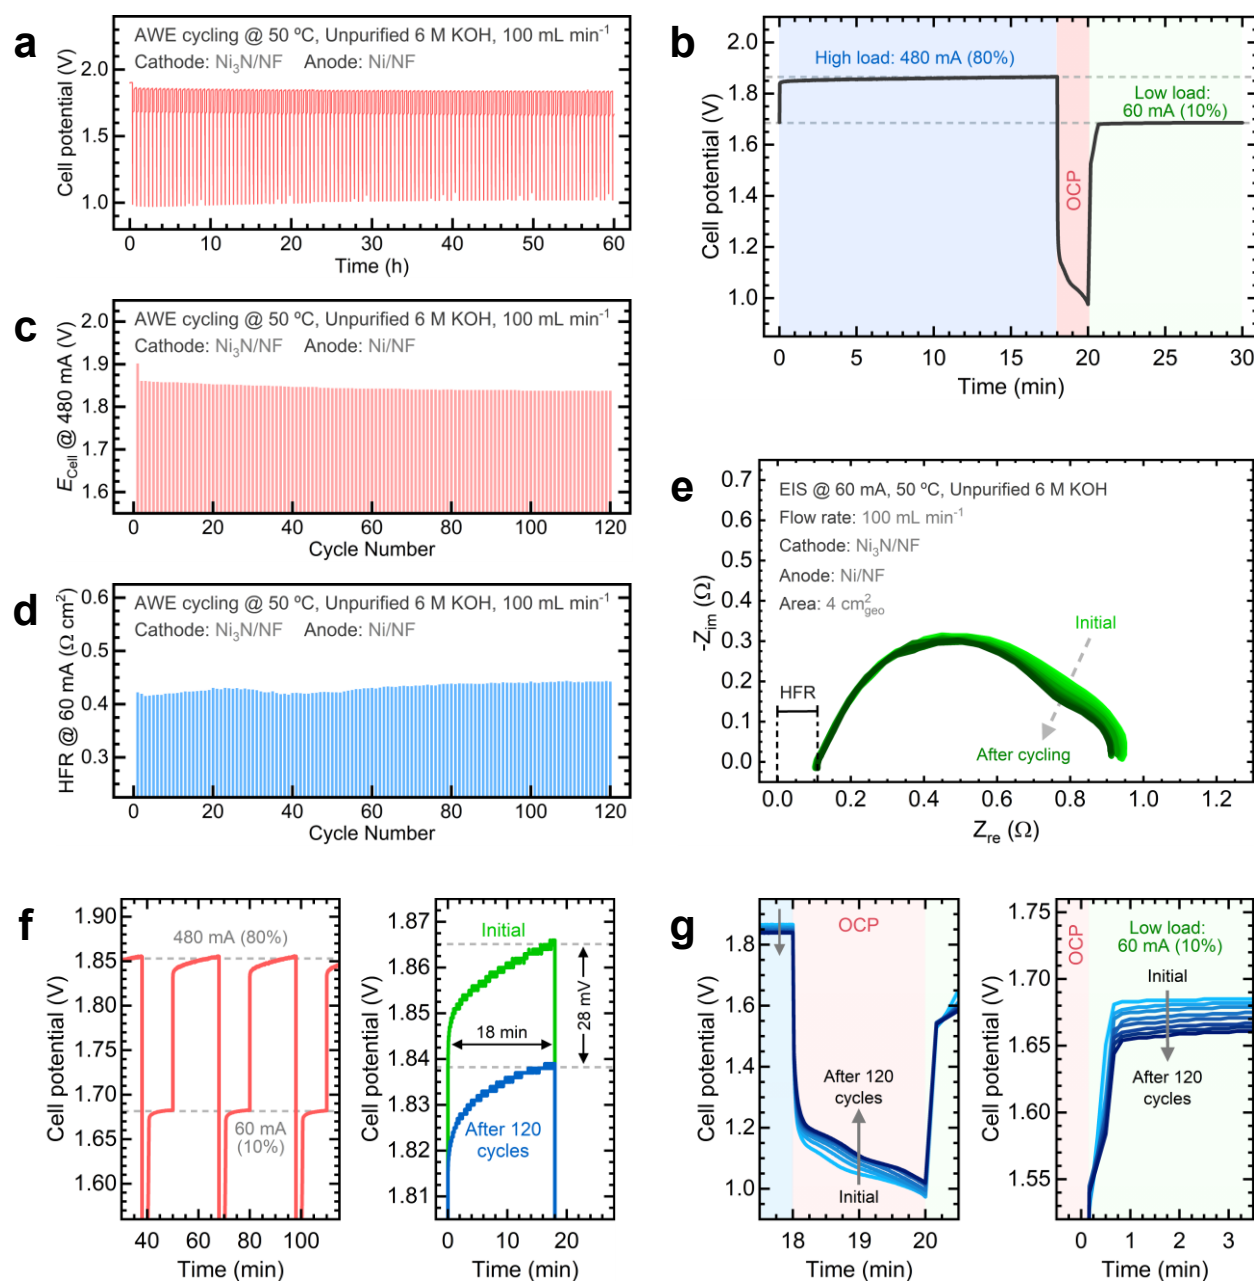 a
AWE cycling @ 50 ºC, Unpurified 6 M KOH, 100 mL min⁻¹
Cathode: Ni₃N/NF Anode: Ni/NF
Cell potential (V)
2.0
1.5
1.0
0 10 20 30 40 50 60
Time (h)
b
High load: 480 mA (80%)
Low load:
60 mA (10%)
OCP
Cell potential (V)
2.0
1.8
1.6
1.4
1.2
1.0
0 5 10 15 20 25 30
Time (min)
c
AWE cycling @ 50 ºC, Unpurified 6 M KOH, 100 mL min⁻¹
Cathode: Ni₃N/NF Anode: Ni/NF
E_Cell @ 480 mA (V)
2.0
1.9
1.8
1.7
1.6
0 20 40 60 80 100 120
Cycle Number
d
AWE cycling @ 50 ºC, Unpurified 6 M KOH, 100 mL min⁻¹
Cathode: Ni₃N/NF Anode: Ni/NF
HFR @ 60 mA (Ω cm²)
0.6
0.5
0.4
0.3
0 20 40 60 80 100 120
Cycle Number
e
EIS @ 60 mA, 50 ºC, Unpurified 6 M KOH
Flow rate: 100 mL min⁻¹
Cathode: Ni₃N/NF
Anode: Ni/NF
Area: 4 cm²_geo
Initial
HFR
After cycling
-Z_im (Ω)
0.7
0.6
0.5
0.4
0.3
0.2
0.1
0.0
0.0 0.2 0.4 0.6 0.8 1.0 1.2
Z_re (Ω)
f
480 mA (80%)
60 mA
(10%)
Cell potential (V)
1.90
1.85
1.80
1.75
1.70
1.65
1.60
40 60 80 100
Time (min)
Initial
18 min
28 mV
After 120
cycles
Cell potential (V)
1.87
1.86
1.85
1.84
1.83
1.82
1.81
0 10 20
Time (min)
g
OCP
After 120
cycles
Initial
Cell potential (V)
1.8
1.6
1.4
1.2
1.0
18 19 20
Time (min)
OCP
Low load:
60 mA (10%)
Initial
After 120
cycles
Cell potential (V)
1.75
1.70
1.65
1.60
1.55
0 1 2 3
Time (min)